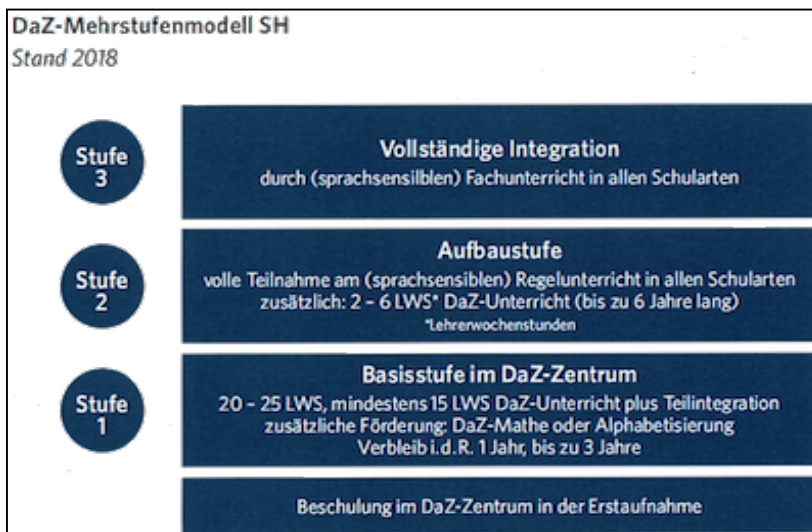 DaZ-Mehrstufenmodell SH
Stand 2018
Stufe
3
Vollständige Integration
durch (sprachsensilblen) Fachunterricht in allen Schularten
Stufe
2
Aufbaustufe
volle Teilnahme am (sprachsensiblen) Regelunterricht in allen Schularten
zusätzlich: 2 – 6 LWS* DaZ-Unterricht (bis zu 6 Jahre lang)
*Lehrerwochenstunden
Stufe
1
Basisstufe im DaZ-Zentrum
20 – 25 LWS, mindestens 15 LWS DaZ-Unterricht plus Teilintegration
zusätzliche Förderung: DaZ-Mathe oder Alphabetisierung
Verbleib i.d.R. 1 Jahr, bis zu 3 Jahre
Beschulung im DaZ-Zentrum in der Erstaufnahme